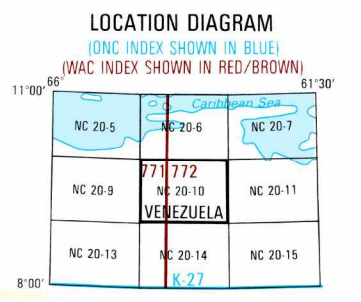 LOCATION DIAGRAM
(ONC INDEX SHOWN IN BLUE)
(WAC INDEX SHOWN IN RED/BROWN)
66° 61°30'
11°00'
Caribbean Sea
NC 20-5 NC 20-6 NC 20-7
771 772
NC 20-9 NC 20-10 NC 20-11
VENEZUELA
NC 20-13 NC 20-14 NC 20-15
8°00' K-27